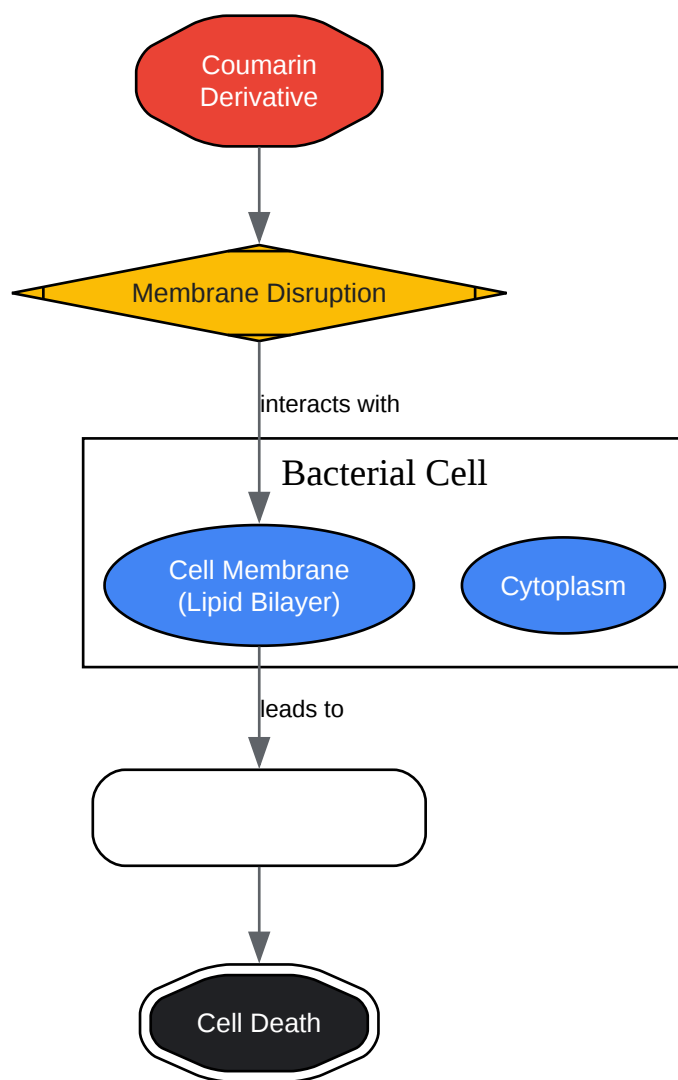 Coumarin
Derivative
Membrane Disruption
interacts with
Bacterial Cell
Cell Membrane
(Lipid Bilayer)
Cytoplasm
leads to
Cell Death